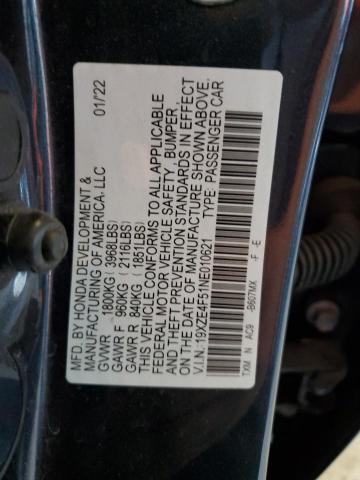 MFD. BY HONDA DEVELOPMENT &
MANUFACTURING OF AMERICA, LLC 01/22
GVWR 1800KG (3968LBS)
GAWR F 960KG (2116LBS)
GAWR R 840KG (1851LBS)
THIS VEHICLE CONFORMS TO ALL APPLICABLE
FEDERAL MOTOR VEHICLE SAFETY, BUMPER,
AND THEFT PREVENTION STANDARDS IN EFFECT
ON THE DATE OF MANUFACTURE SHOWN ABOVE.
V.I.N.: 19XZE4F51NE010621 TYPE: PASSENGER CAR
TXM N AC9 -B607MX -F -E